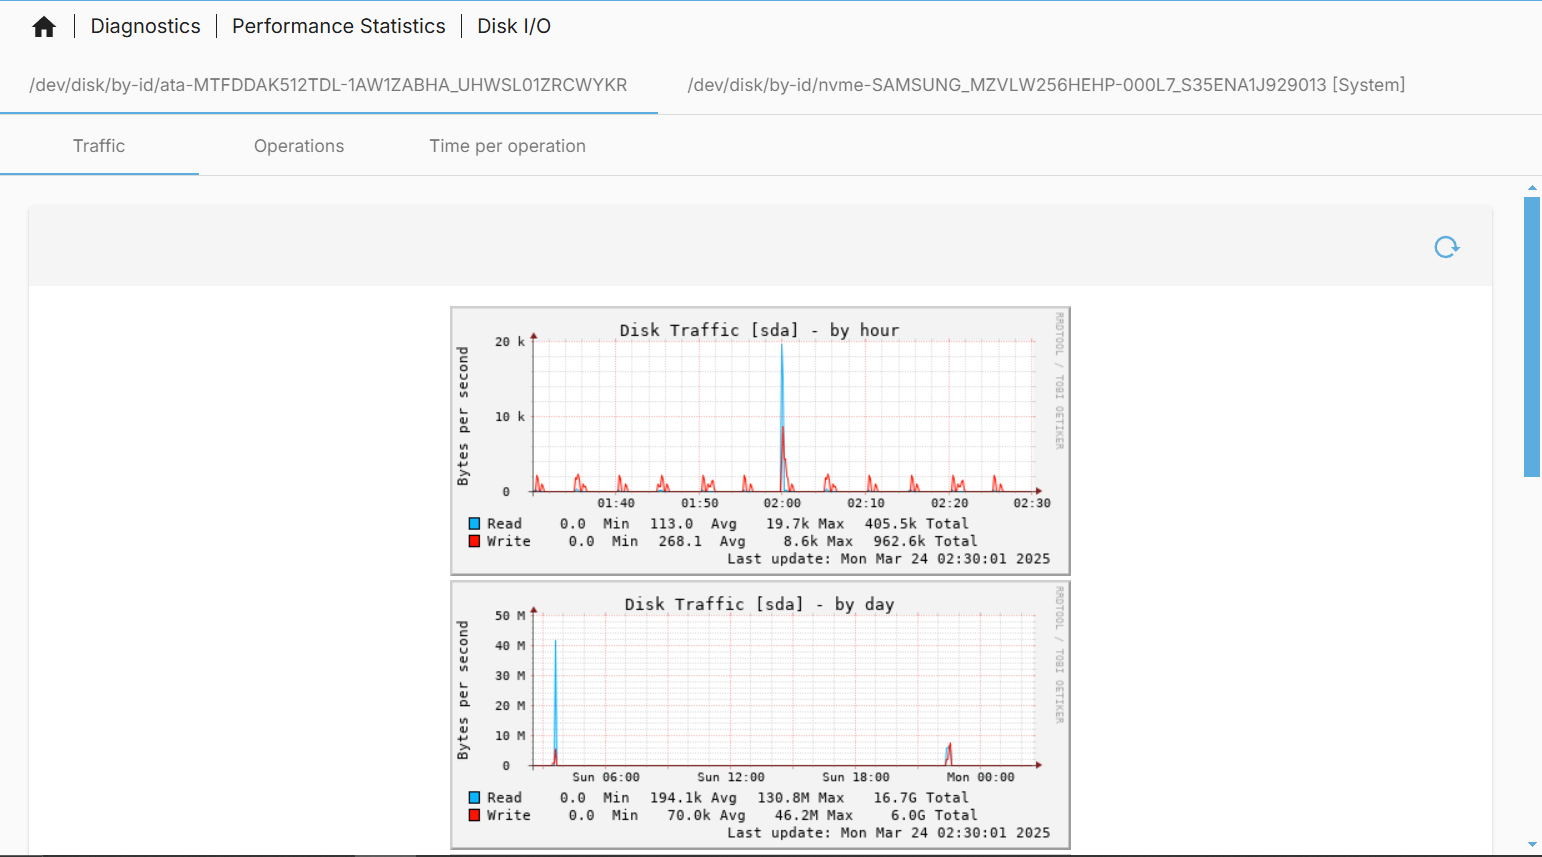 Diagnostics | Performance Statistics | Disk I/O
/dev/disk/by-id/ata-MTFDDAK512TDL-1AW1ZABHA_UHWSL01ZRCWYKR /dev/disk/by-id/nvme-SAMSUNG_MZVLW256HEHP-000L7_S35ENA1J929013 [System]
Traffic Operations Time per operation
Disk Traffic [sda] - by hour
RRDTOOL / TOBI OETIKER
Bytes per second
20 k
10 k
0
01:40 01:50 02:00 02:10 02:20 02:30
Read 0.0 Min 113.0 Avg 19.7k Max 405.5k Total
Write 0.0 Min 268.1 Avg 8.6k Max 962.6k Total
Last update: Mon Mar 24 02:30:01 2025
Disk Traffic [sda] - by day
RRDTOOL / TOBI OETIKER
Bytes per second
50 M
40 M
30 M
20 M
10 M
0
Sun 06:00 Sun 12:00 Sun 18:00 Mon 00:00
Read 0.0 Min 194.1k Avg 130.8M Max 16.7G Total
Write 0.0 Min 70.0k Avg 46.2M Max 6.0G Total
Last update: Mon Mar 24 02:30:01 2025